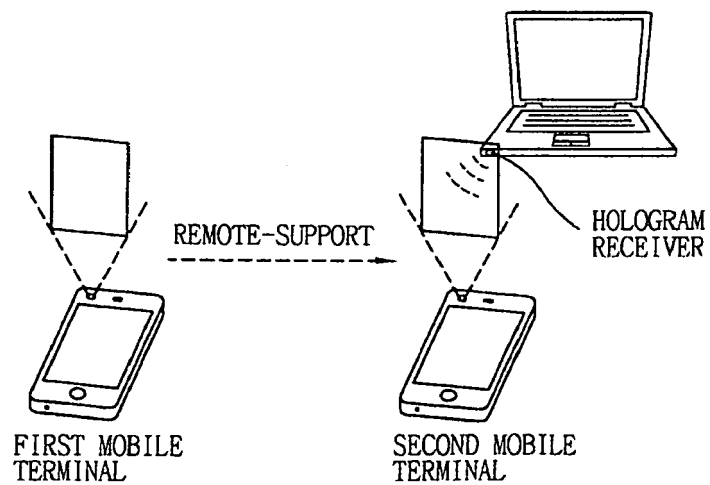 REMOTE-SUPPORT
HOLOGRAM
RECEIVER
FIRST MOBILE
TERMINAL
SECOND MOBILE
TERMINAL